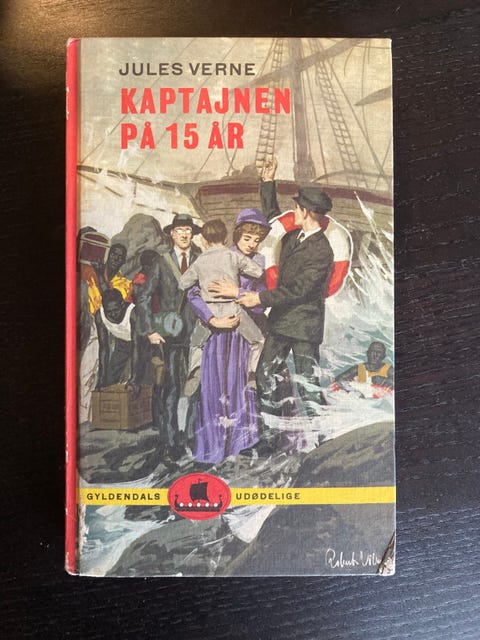 JULES VERNE
KAPTAJNEN
PÅ 15 ÅR
GYLDENDALS UDØDELIGE